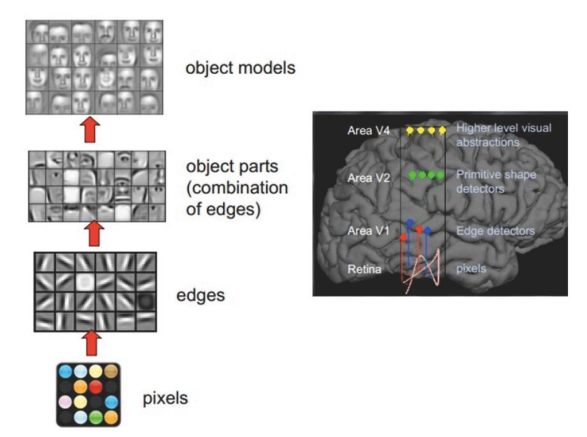 object models
object parts
(combination
of edges)
edges
pixels
Area V4
Higher level visual
abstractions
Area V2
Primitive shape
detectors
Area V1
Edge detectors
Retina
pixels